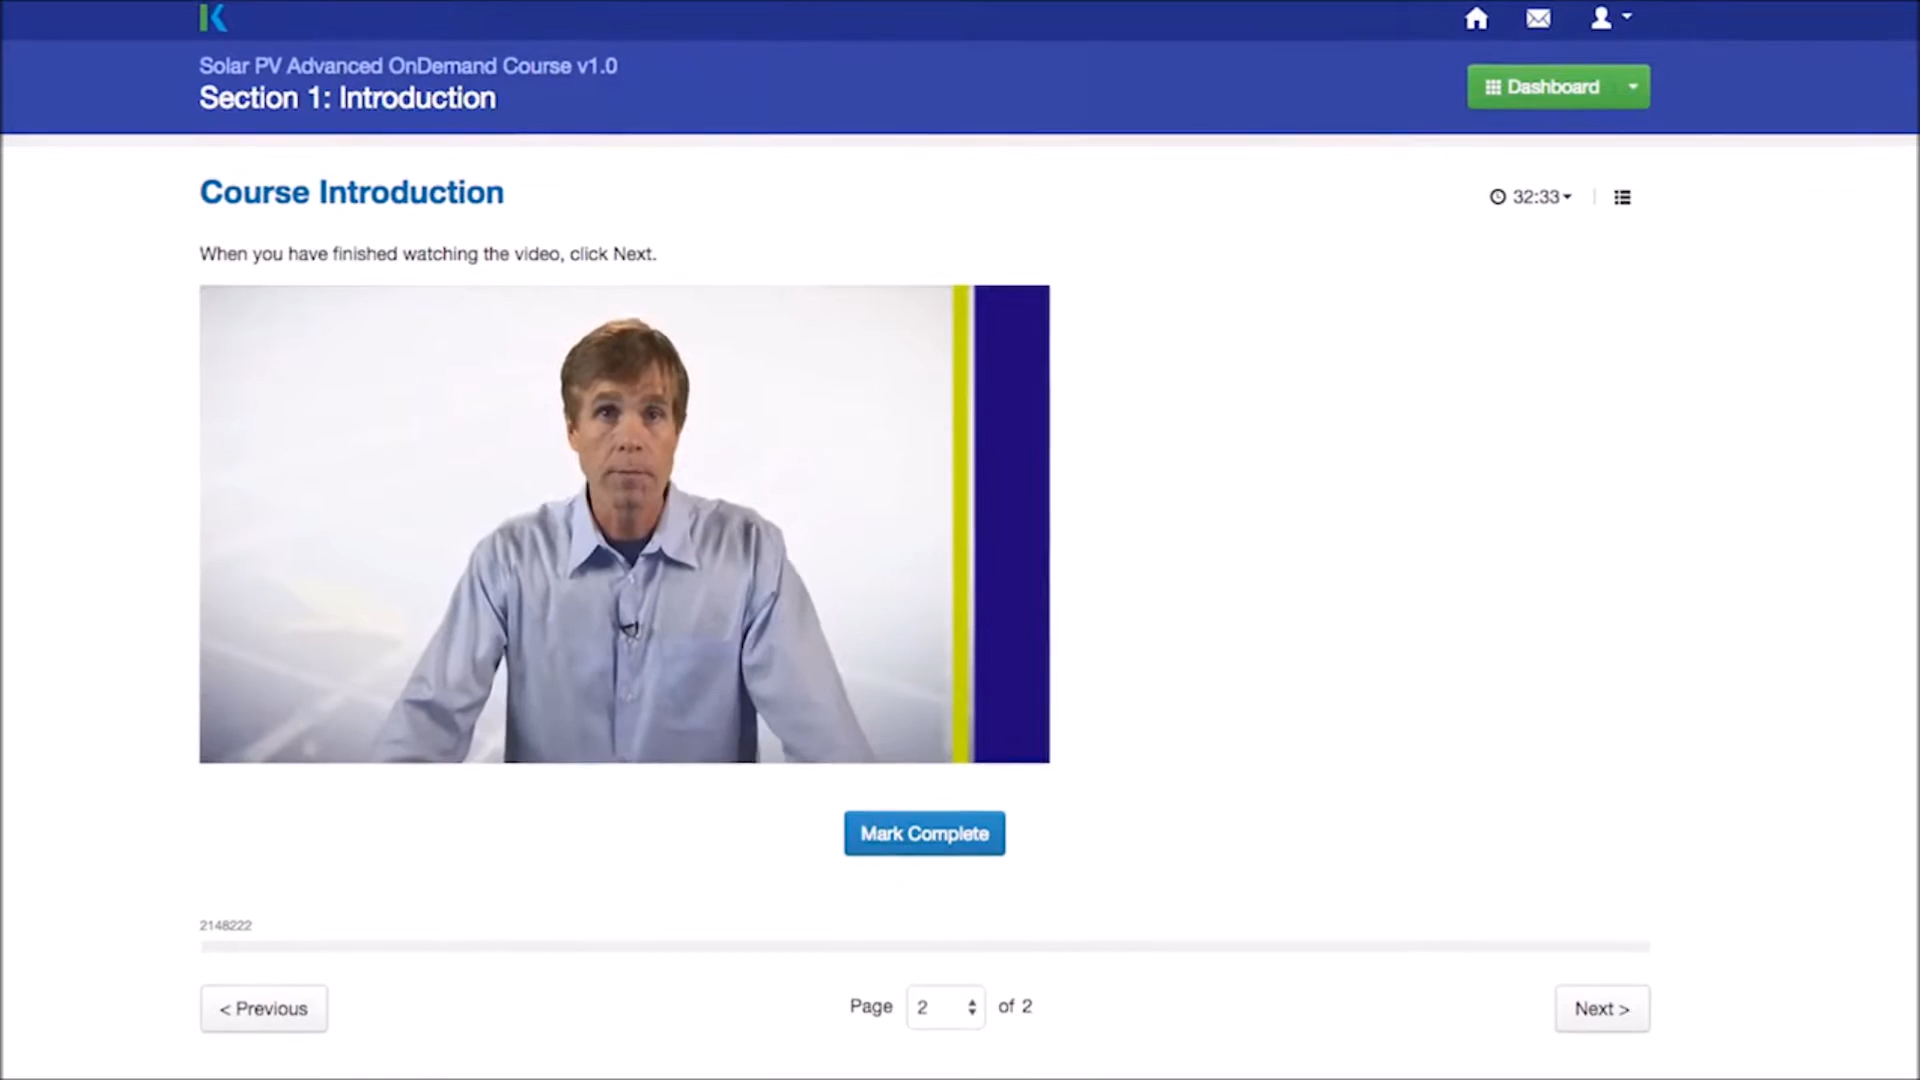 Solar PV Advanced OnDemand Course v1.0
Section 1: Introduction
Dashboard
Course Introduction
32:33
When you have finished watching the video, click Next.
Mark Complete
2148222
< Previous
Page 2 of 2
Next >